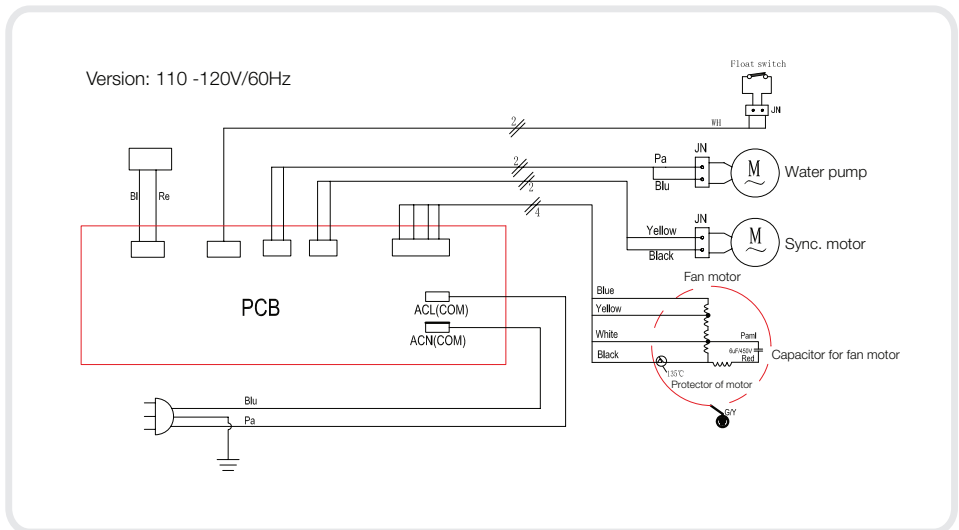 Version: 110 -120V/60Hz
Float switch
JN
2
WH
2
Pa
JN
Blu
M
Water pump
Bl
Re
2
4
JN
Yellow
Black
M
Sync. motor
Fan motor
Blue
Yellow
White
Black
Paml
6uF/450V
Red
Capacitor for fan motor
135℃
Protector of motor
G/Y
PCB
ACL(COM)
ACN(COM)
Blu
Pa